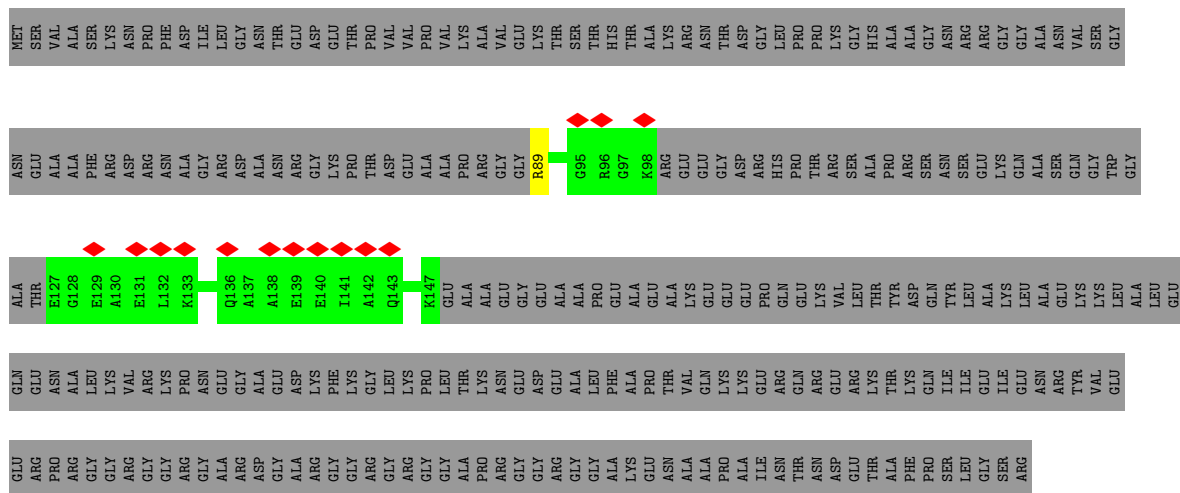 MET SER VAL ALA SER LYS ASN PRO PHE ASP ILE LEU GLY ASN THR GLU ASP GLU THR PRO VAL VAL PRO VAL LYS ALA VAL GLU LYS THR SER THR HIS THR ALA LYS ARG ASN THR ASP GLY LEU PRO PRO LYS GLY HIS ALA ALA GLY ASN ARG ARG GLY GLY ALA ASN VAL SER GLY
ASN GLU ALA ALA PHE ARG ASP ARG ASN ALA GLY ARG ASP ALA ASN ARG GLY LYS PRO THR ASP GLU ALA ALA PRO ARG GLY GLY R89 G95 R96 G97 K98 ARG GLU GLU GLY ASP ARG HIS PRO THR ARG SER ALA PRO ARG SER ASN SER GLU LYS GLN ALA SER GLN GLY TRP GLY
ALA THR E127 G128 E129 A130 E131 L132 K133 Q136 A137 A138 E139 E140 I141 A142 Q143 K147 GLU ALA ALA GLU GLY GLU ALA ALA PRO GLU ALA GLU ALA LYS GLU GLU GLU PRO GLN GLU LYS VAL LEU THR TYR ASP GLN TYR LEU ALA LYS LEU ALA GLU LYS LYS LEU ALA LEU GLU
GLN GLU ASN ALA LEU LYS VAL ARG LYS PRO ASN GLU GLY ALA GLU ASP LYS PHE LYS GLY LEU LYS PRO LEU THR LYS ASN GLU ASP GLU ALA LEU PHE ALA PRO THR VAL GLN LYS LYS GLU ARG GLN ARG GLU ARG LYS THR LYS GLN ILE ILE GLU ILE GLU ASN ARG TYR VAL GLU
GLU ARG PRO ARG GLY GLY ARG GLY GLY ARG GLY ALA ARG ASP GLY ALA ARG GLY GLY ARG GLY ARG GLY GLY ALA PRO ARG GLY GLY ARG GLY GLY ALA LYS GLU ASN ALA ALA PRO ALA ILE ASN THR ASN ASP GLU THR ALA PHE PRO SER LEU GLY SER ARG